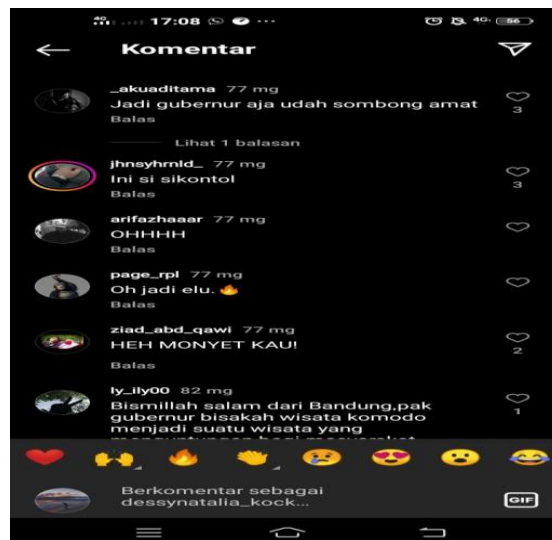 4G 17:08 4G 56
Komentar
_akuaditama 77 mg
Jadi gubernur aja udah sombong amat
3
Balas
Lihat 1 balasan
jhnsyhrnld_ 77 mg
Ini si sikontol
3
Balas
arifazhaaar 77 mg
OHHHH
Balas
page_rpl 77 mg
Oh jadi elu.🔥
Balas
ziad_abd_qawi 77 mg
HEH MONYET KAU!
2
Balas
ly_ily00 82 mg
Bismillah salam dari Bandung,pak
1
gubernur bisakah wisata komodo
menjadi suatu wisata yang
Berkomentar sebagai
dessynatalia_kock...
GIF